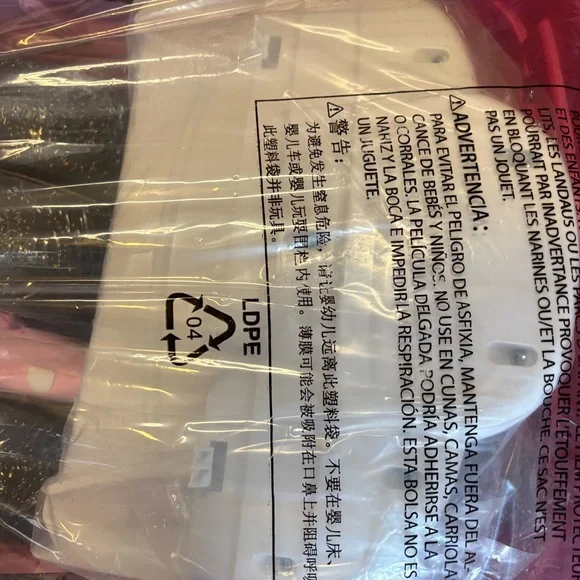 ET DES ENFANTS
LITS, LES LANDAUS OU LES
POURRAIT PAR INADVERTANCE PROVOQUER L'ÉTOUFFEMENT
EN BLOQUANT LES NARINES OU/ET LA BOUCHE. CE SAC N'EST
PAS UN JOUET.
⚠ADVERTENCIA:
PARA EVITAR EL PELIGRO DE ASFIXIA, MANTENGA FUERA DEL AL-
CANCE DE BEBÉS Y NIÑOS. NO USE EN CUNAS, CAMAS, CARRIOLA
O CORRALES. LA PELÍCULA DELGADA PODRÍA ADHERIRSE A LA
NARIZ Y LA BOCA E IMPEDIR LA RESPIRACIÓN. ESTA BOLSA NO ES
UN JUGUETE.
⚠警告:
为避免发生窒息危险,请让婴幼儿远离此塑料袋。不要在婴儿床、
婴儿车或婴儿玩耍围栏内使用。薄膜可能会被吸附在口鼻上并阻碍呼吸
此塑料袋并非玩具。
LDPE
04